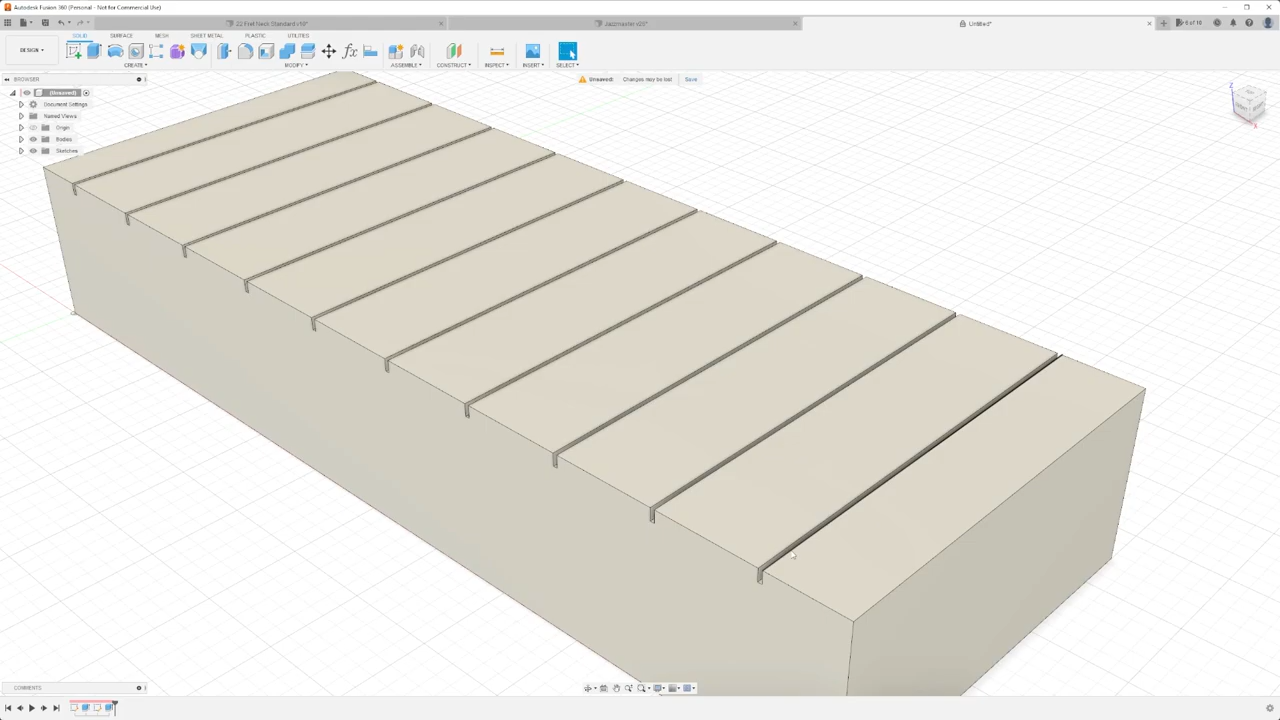 Autodesk Fusion 360 (Personal - Not for Commercial Use)
22 Fret Neck Standard v18*
Jazzmaster v25*
Untitled*
6 of 10
SOLID SURFACE MESH SHEET METAL PLASTIC UTILITIES
DESIGN
CREATE MODIFY ASSEMBLE CONSTRUCT INSPECT INSERT SELECT
BROWSER
Unsaved: Changes may be lost Save
(Unsaved)
Document Settings
Named Views
Origin
Bodies
Sketches
Z
X
COMMENTS